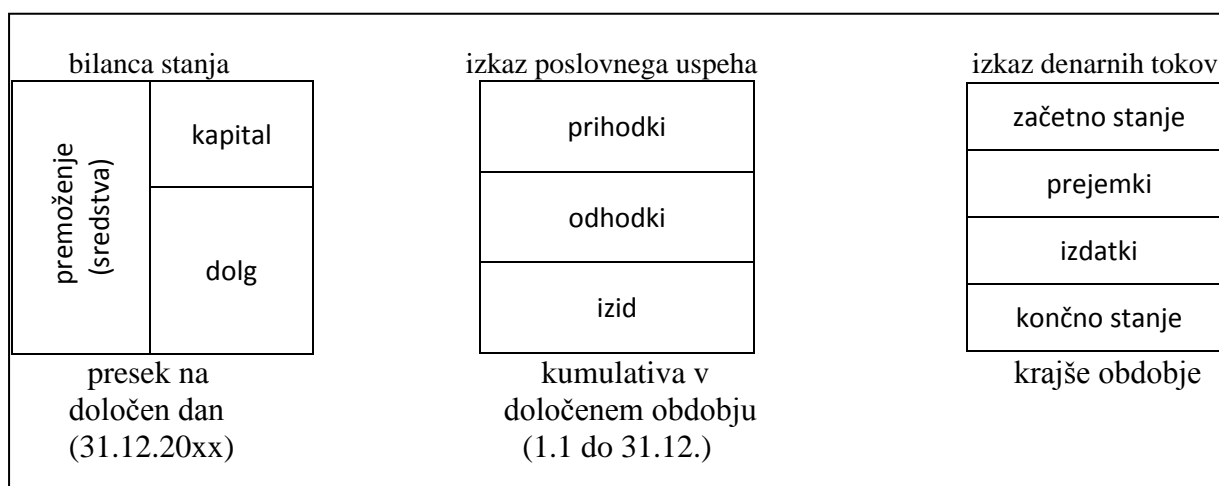 bilanca stanja
premoženje
(sredstva)
kapital
dolg
presek na
določen dan
(31.12.20xx)
izkaz poslovnega uspeha
prihodki
odhodki
izid
kumulativa v
določenem obdobju
(1.1 do 31.12.)
izkaz denarnih tokov
začetno stanje
prejemki
izdatki
končno stanje
krajše obdobje